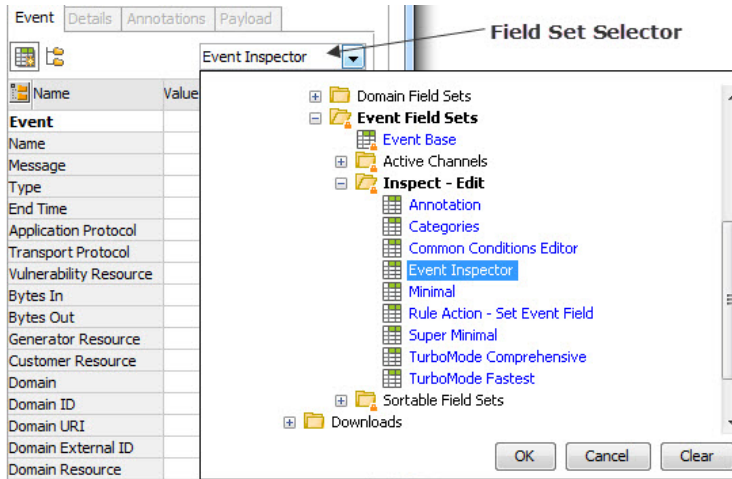 Event Details Annotations Payload
Field Set Selector
Event Inspector
Name Value
Event
Name
Message
Type
End Time
Application Protocol
Transport Protocol
Vulnerability Resource
Bytes In
Bytes Out
Generator Resource
Customer Resource
Domain
Domain ID
Domain URI
Domain External ID
Domain Resource
Domain Field Sets
Event Field Sets
Event Base
Active Channels
Inspect - Edit
Annotation
Categories
Common Conditions Editor
Event Inspector
Minimal
Rule Action - Set Event Field
Super Minimal
TurboMode Comprehensive
TurboMode Fastest
Sortable Field Sets
Downloads
OK Cancel Clear